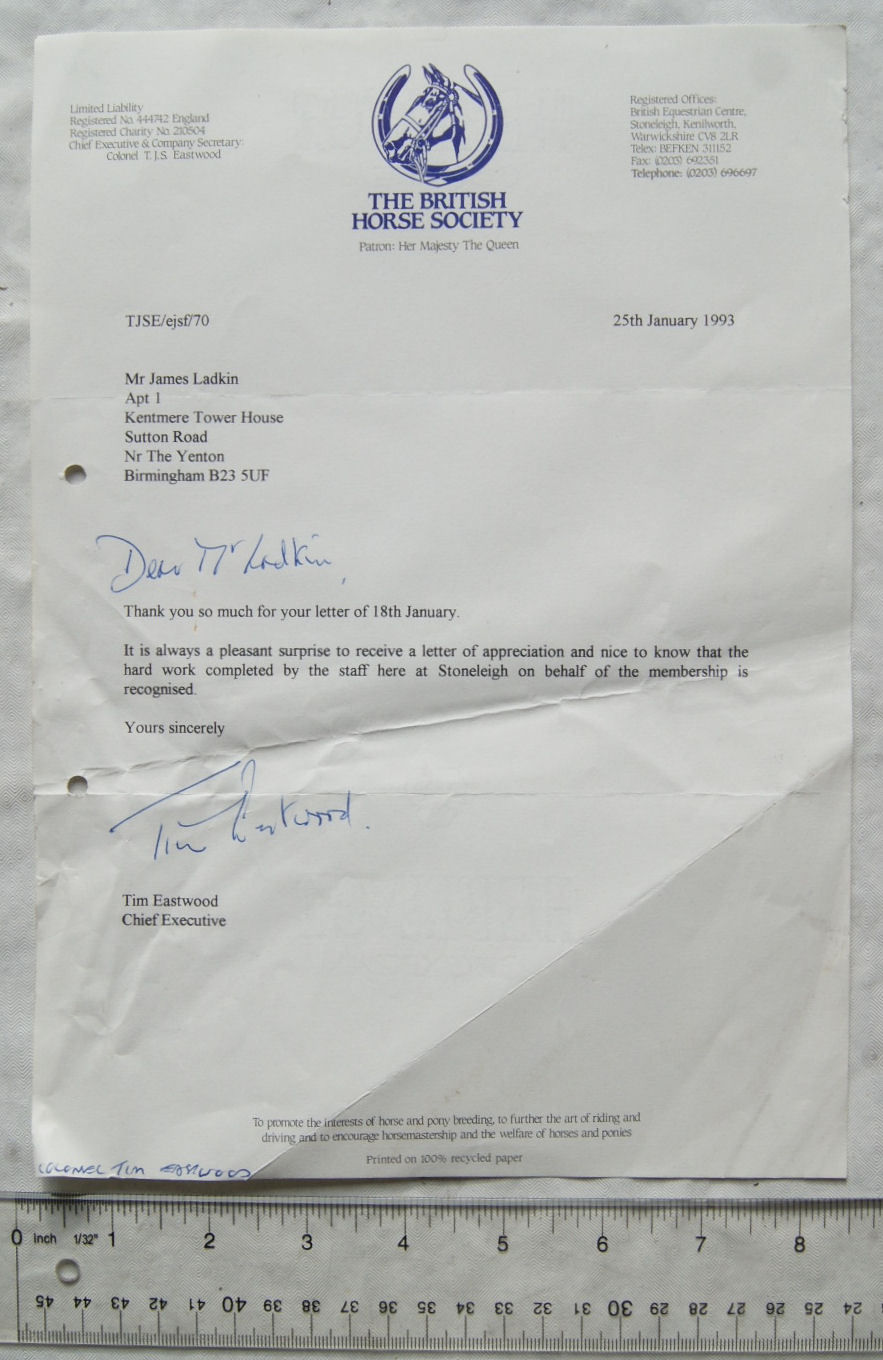 Limited Liability
Registered No. 444742 England
Registered Charity No. 210504
Chief Executive & Company Secretary:
Colonel T.J.S. Eastwood
THE BRITISH
HORSE SOCIETY
Patron: Her Majesty The Queen
Registered Offices:
British Equestrian Centre,
Stoneleigh, Kenilworth,
Warwickshire CV8 2LR
Telex: BEFKEN 311152
Fax: (0203) 692351
Telephone: (0203) 696697
TJSE/ejsf/70
25th January 1993
Mr James Ladkin
Apt 1
Kentmere Tower House
Sutton Road
Nr The Yenton
Birmingham B23 5UF
Dear Mr Ladkin,
Thank you so much for your letter of 18th January.
It is always a pleasant surprise to receive a letter of appreciation and nice to know that the
hard work completed by the staff here at Stoneleigh on behalf of the membership is
recognised.
Yours sincerely
Tim Eastwood.
Tim Eastwood
Chief Executive
To promote the interests of horse and pony breeding, to further the art of riding and
driving and to encourage horsemastership and the welfare of horses and ponies
Printed on 100% recycled paper
COLONEL TIM EASTWOOD
0 inch 1/32" 1 2 3 4 5 6 7 8
45 44 43 42 41 40 39 38 37 36 35 34 33 32 31 30 29 28 27 26 25 24